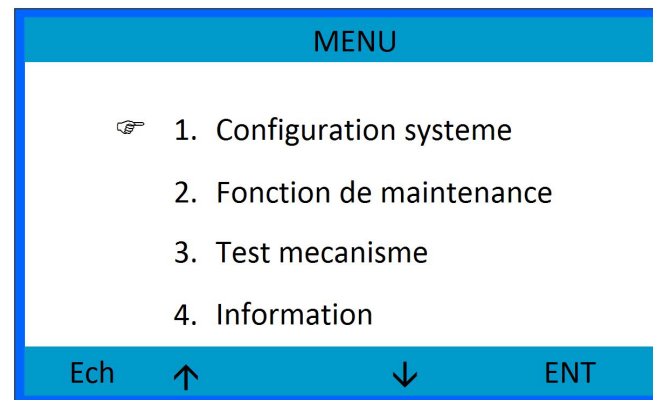 MENU
☞ 1. Configuration systeme
2. Fonction de maintenance
3. Test mecanisme
4. Information
Ech ↑ ↓ ENT